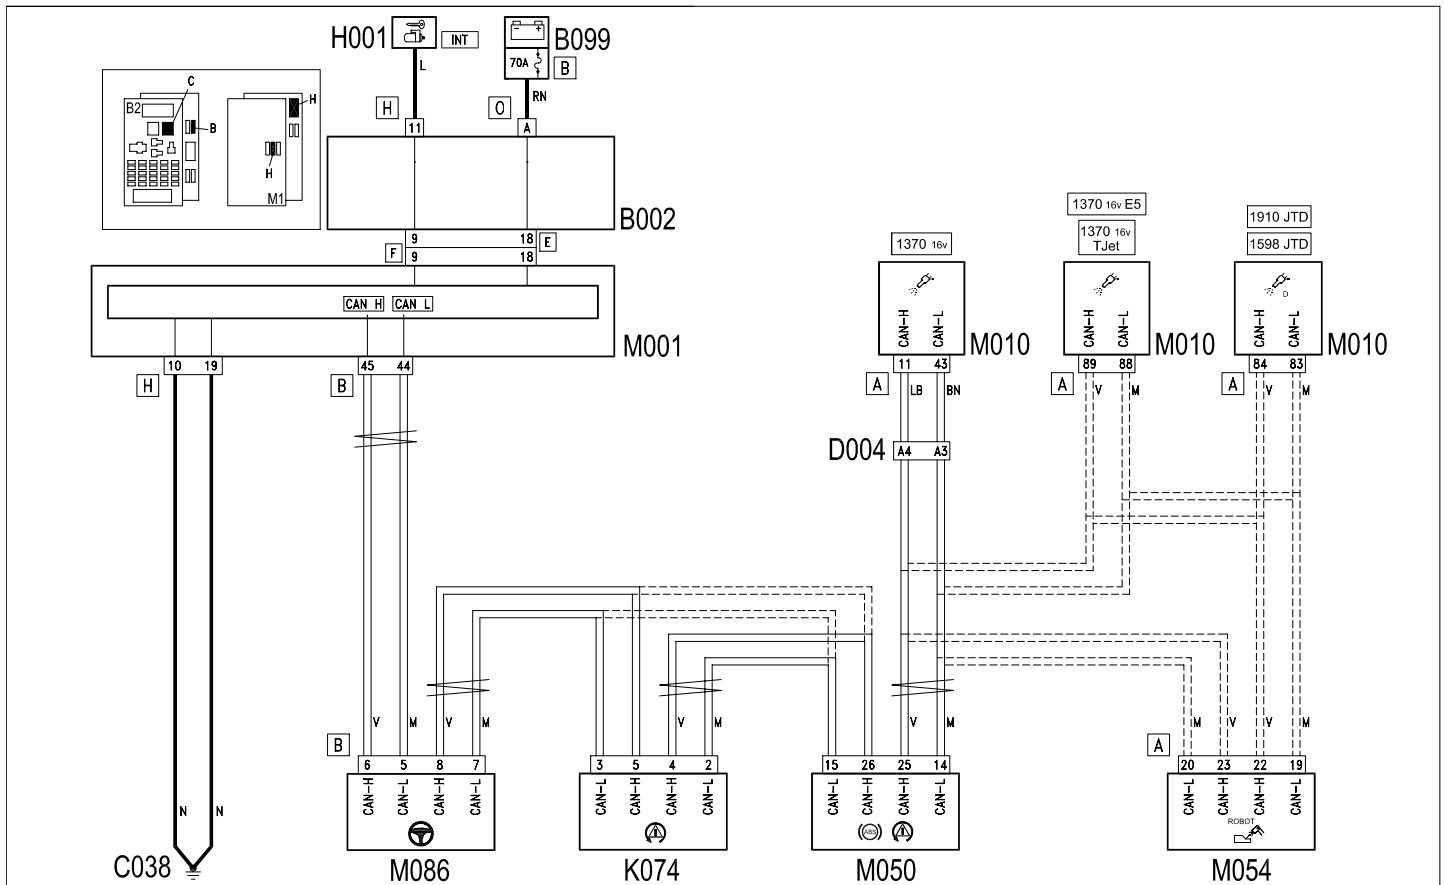 H001
INT
L
B099
70A
B
RN
H
O
11
A
B002
C
B2
B
H
H
M1
9 18
E
F
9 18
CAN H CAN L
M001
10 19
H
45 44
B
1370 16v
CAN-H CAN-L
M010
11 43
A
LB BN
D004
A4 A3
1370 16v E5
1370 16v
TJet
CAN-H CAN-L
M010
89 88
A
V M
1910 JTD
1598 JTD
D
CAN-H CAN-L
M010
84 83
A
V M
N N
C038
V M V M
B
6 5 8 7
CAN-H CAN-L CAN-H CAN-L
M086
V M
3 5 4 2
CAN-L CAN-H CAN-H CAN-L
K074
V M
15 26 25 14
CAN-L CAN-H CAN-H CAN-L
ABS
M050
M V V M
A
20 23 22 19
CAN-L CAN-H CAN-H CAN-L
ROBOT
M054